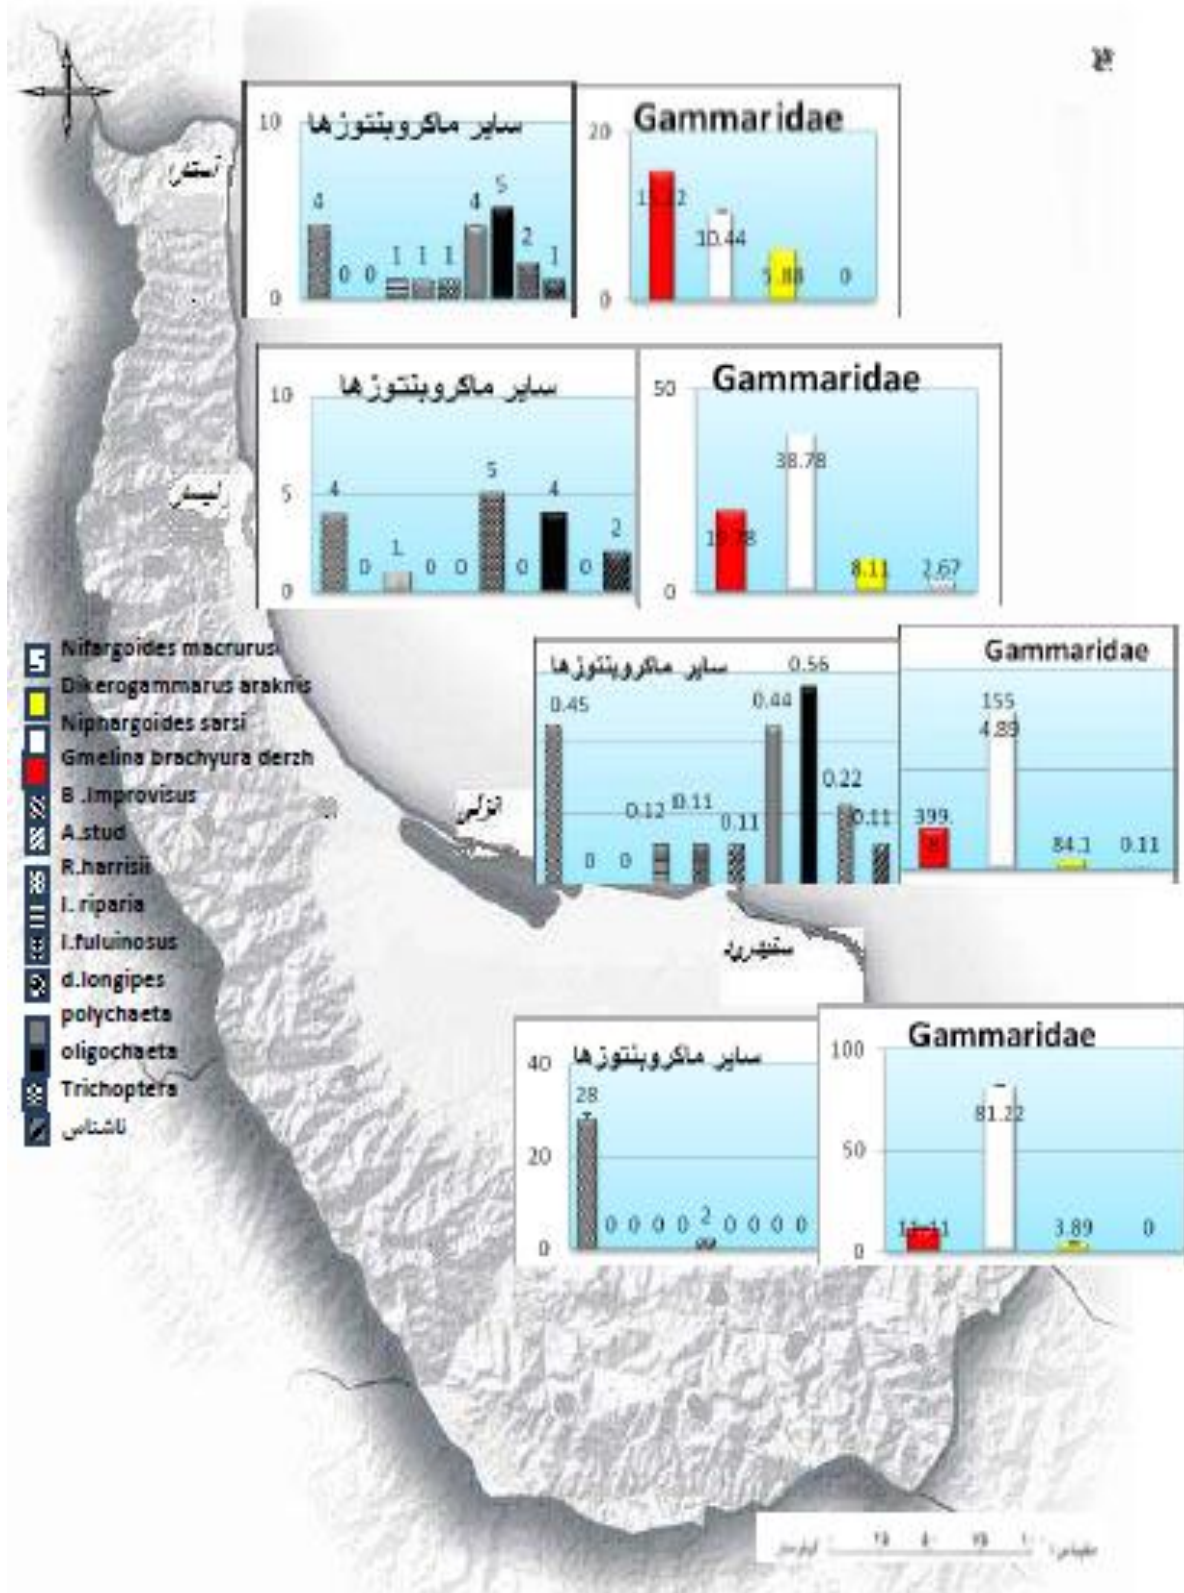 سایر ماکروبنتوزها
10
0
4 0 0 1 1 1 4 5 2 1
Gammaridae
20
0
10.44
5.88
0
آستارا
سایر ماکروبنتوزها
10
5
0
4 0 1 0 0 5 0 4 0 2
Gammaridae
50
0
19.78
38.78
8.11
2.67
لیسار
Nifargoides macrurus
Dikerogammarus araknis
Niphargoides sarsi
Gmelina brachyura derzh
B .Improvisus
A.stud
R.harrisii
I. riparia
I.fuluinosus
d.longipes
polychaeta
oligochaeta
Trichoptera
ناشناس
سایر ماکروبنتوزها
0.45 0 0 0.12 0.11 0.11 0.44 0.56 0.22 0.11
Gammaridae
399.
8
155
4.89
84.1
0.11
انزلی
سفیدرود
سایر ماکروبنتوزها
40
20
0
28 0 0 0 0 2 0 0 0 0
Gammaridae
100
50
0
11.11
81.22
3.89
0